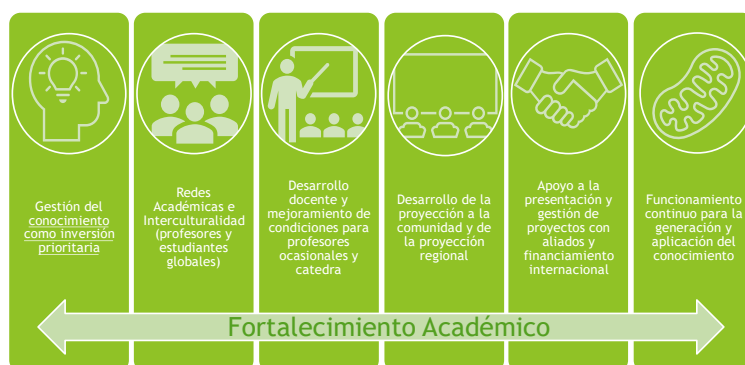 Gestión del
conocimiento
como inversión
prioritaria
Redes
Académicas e
Interculturalidad
(profesores y
estudiantes
globales)
Desarrollo
docente y
mejoramiento de
condiciones para
profesores
ocasionales y
catedra
Desarrollo de la
proyección a la
comunidad y de
la proyección
regional
Apoyo a la
presentación y
gestión de
proyectos con
aliados y
financiamiento
internacional
Funcionamiento
continuo para la
generación y
aplicación del
conocimiento
Fortalecimiento Académico